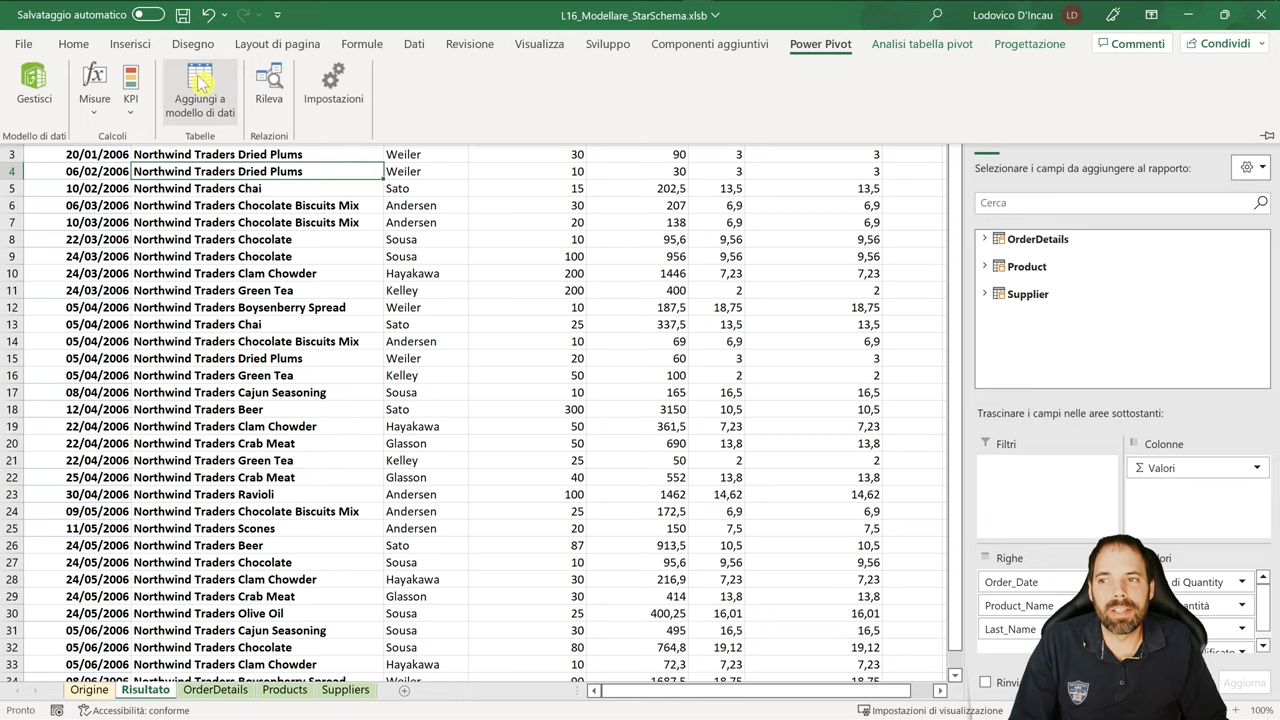 Salvataggio automatico
L16_Modellare_StarSchema.xlsb
Lodovico D'Incau LD
File Home Inserisci Disegno Layout di pagina Formule Dati Revisione Visualizza Sviluppo Componenti aggiuntivi Power Pivot Analisi tabella pivot Progettazione Commenti Condividi
Gestisci Misure KPI Aggiungi a modello di dati Rileva Impostazioni
Modello di dati Calcoli Tabelle Relazioni
3 20/01/2006 Northwind Traders Dried Plums Weiler 30 90 3 3
4 06/02/2006 Northwind Traders Dried Plums Weiler 10 30 3 3
5 10/02/2006 Northwind Traders Chai Sato 15 202,5 13,5 13,5
6 06/03/2006 Northwind Traders Chocolate Biscuits Mix Andersen 30 207 6,9 6,9
7 10/03/2006 Northwind Traders Chocolate Biscuits Mix Andersen 20 138 6,9 6,9
8 22/03/2006 Northwind Traders Chocolate Sousa 10 95,6 9,56 9,56
9 24/03/2006 Northwind Traders Chocolate Sousa 100 956 9,56 9,56
10 24/03/2006 Northwind Traders Clam Chowder Hayakawa 200 1446 7,23 7,23
11 24/03/2006 Northwind Traders Green Tea Kelley 200 400 2 2
12 05/04/2006 Northwind Traders Boysenberry Spread Weiler 10 187,5 18,75 18,75
13 05/04/2006 Northwind Traders Chai Sato 25 337,5 13,5 13,5
14 05/04/2006 Northwind Traders Chocolate Biscuits Mix Andersen 10 69 6,9 6,9
15 05/04/2006 Northwind Traders Dried Plums Weiler 20 60 3 3
16 05/04/2006 Northwind Traders Green Tea Kelley 50 100 2 2
17 08/04/2006 Northwind Traders Cajun Seasoning Sousa 10 165 16,5 16,5
18 12/04/2006 Northwind Traders Beer Sato 300 3150 10,5 10,5
19 22/04/2006 Northwind Traders Clam Chowder Hayakawa 50 361,5 7,23 7,23
20 22/04/2006 Northwind Traders Crab Meat Glasson 50 690 13,8 13,8
21 22/04/2006 Northwind Traders Green Tea Kelley 25 50 2 2
22 25/04/2006 Northwind Traders Crab Meat Glasson 40 552 13,8 13,8
23 30/04/2006 Northwind Traders Ravioli Andersen 100 1462 14,62 14,62
24 09/05/2006 Northwind Traders Chocolate Biscuits Mix Andersen 25 172,5 6,9 6,9
25 11/05/2006 Northwind Traders Scones Andersen 20 150 7,5 7,5
26 24/05/2006 Northwind Traders Beer Sato 87 913,5 10,5 10,5
27 24/05/2006 Northwind Traders Chocolate Sousa 10 95,6 9,56 9,56
28 24/05/2006 Northwind Traders Clam Chowder Hayakawa 30 216,9 7,23 7,23
29 24/05/2006 Northwind Traders Crab Meat Glasson 30 414 13,8 13,8
30 24/05/2006 Northwind Traders Olive Oil Sousa 25 400,25 16,01 16,01
31 05/06/2006 Northwind Traders Cajun Seasoning Sousa 30 495 16,5 16,5
32 05/06/2006 Northwind Traders Chocolate Sousa 80 764,8 19,12 19,12
33 05/06/2006 Northwind Traders Clam Chowder Hayakawa 10 72,3 7,23 7,23
34 08/06/2006 Northwind Traders Boysenberry Spread Weiler 90 1687,5 18,75 18,75
Selezionare i campi da aggiungere al rapporto:
Cerca
OrderDetails
Product
Supplier
Trascinare i campi nelle aree sottostanti:
Filtri Colonne
Σ Valori
Righe
Order_Date di Quantity
Product_Name
Last_Name
Aggiorna
Origine Risultato OrderDetails Products Suppliers
Pronto Accessibilità: conforme Impostazioni di visualizzazione 100%